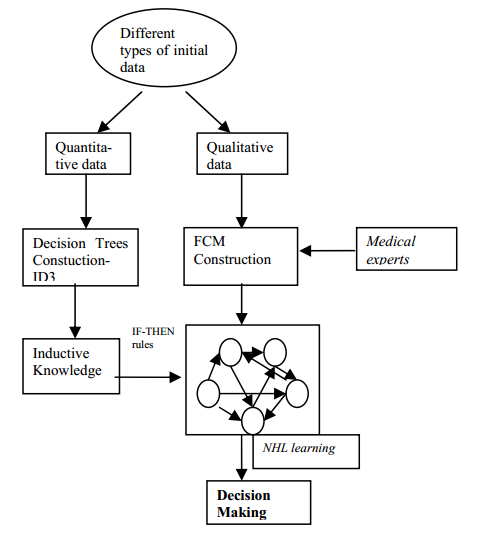 Different
types of initial
data
Quantita-
tive data
Qualitative
data
Decision Trees
Constuction-
ID3
FCM
Construction
Medical
experts
IF-THEN
rules
Inductive
Knowledge
NHL learning
Decision
Making